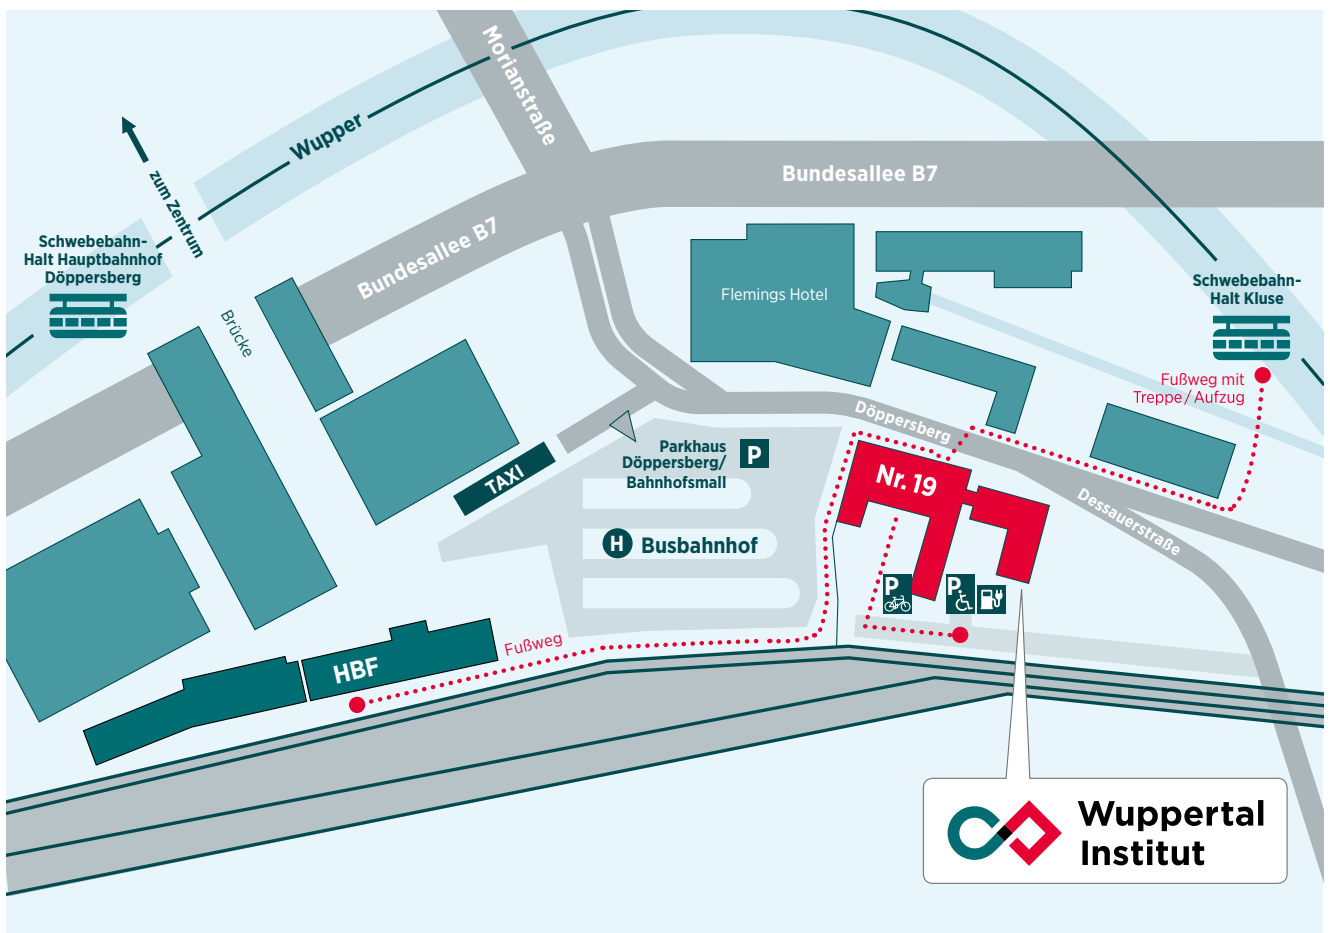 Morianstraße
Wupper
zum Zentrum
Bundesallee B7
Bundesallee B7
Schwebebahn-
Halt Hauptbahnhof
Döppersberg
Brücke
Flemings Hotel
Schwebebahn-
Halt Kluse
Fußweg mit
Treppe / Aufzug
Döppersberg
Parkhaus
Döppersberg/
Bahnhofsmall
P
TAXI
Nr. 19
Dessauerstraße
H Busbahnhof
P
P
Fußweg
HBF
Wuppertal
Institut